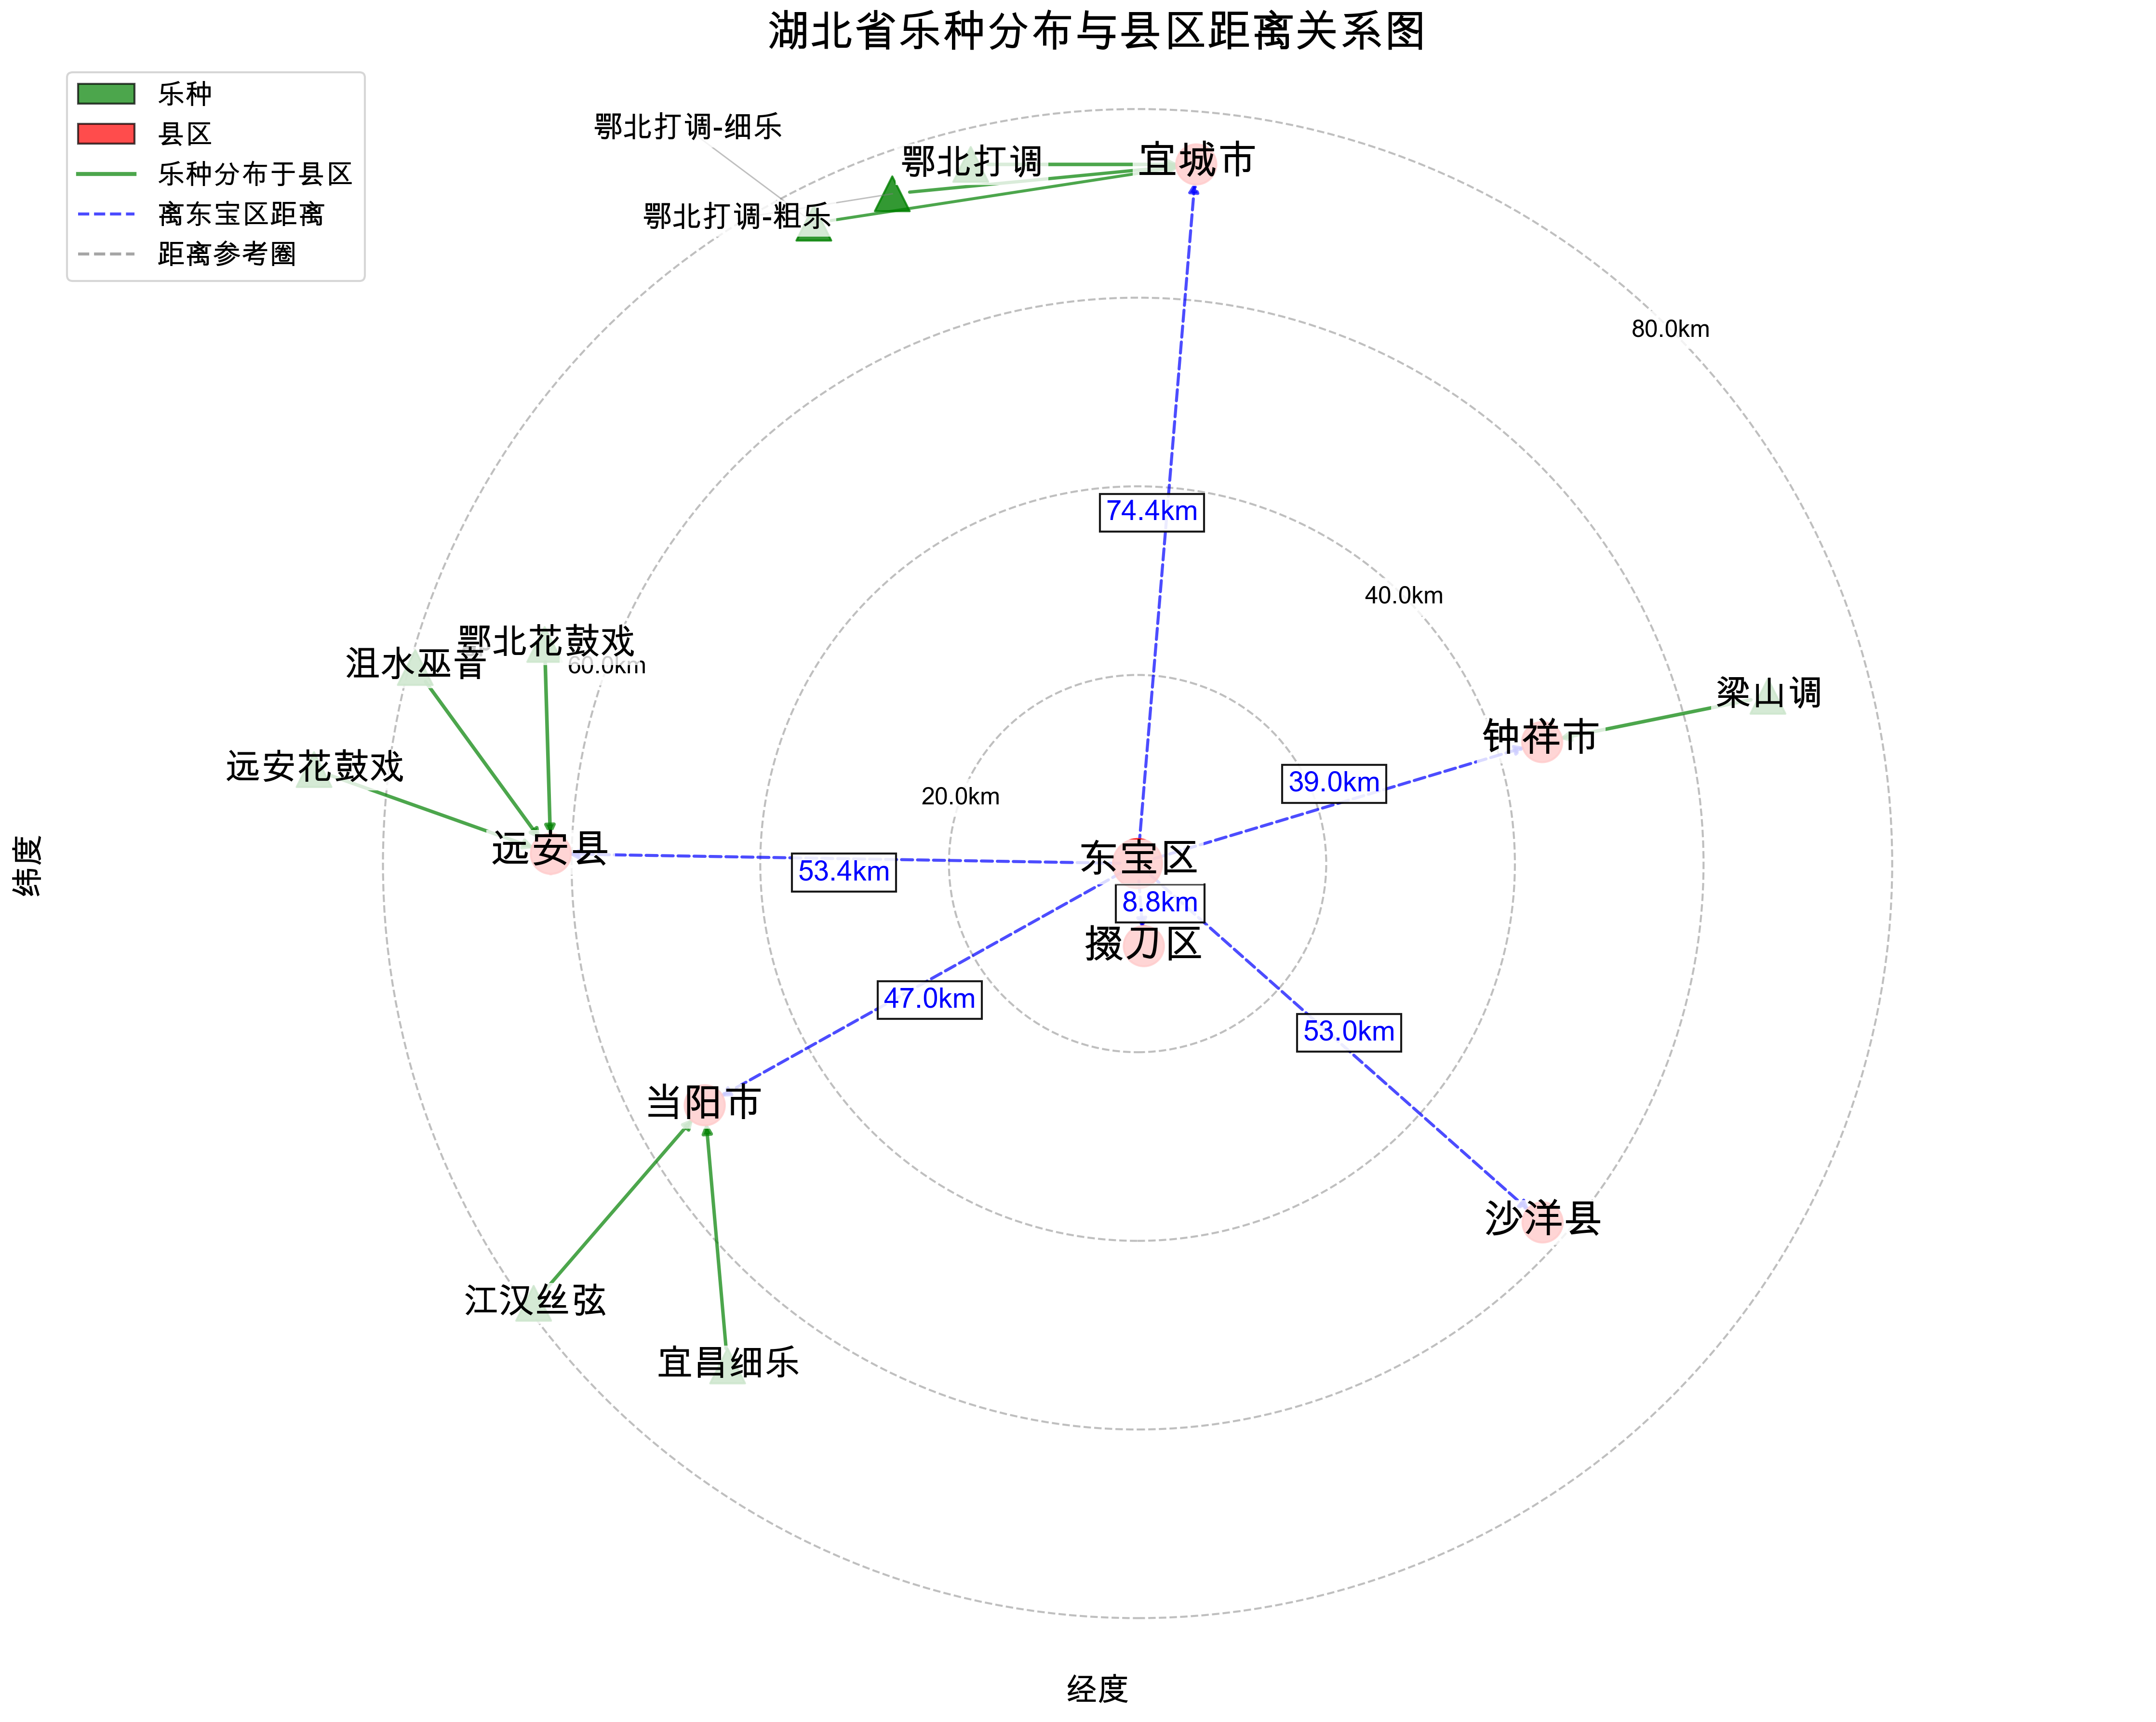 湖北省乐种分布与县区距离关系图
乐种
县区
乐种分布于县区
离东宝区距离
距离参考圈
鄂北打调-细乐
鄂北打调
宜城市
鄂北打调-粗乐
80.0km
74.4km
40.0km
鄂北花鼓戏
沮水巫音
60.0km
梁山调
钟祥市
远安花鼓戏
39.0km
20.0km
远安县
东宝区
53.4km
8.8km
掇刀区
47.0km
53.0km
当阳市
沙洋县
江汉丝弦
宜昌细乐
纬度
经度